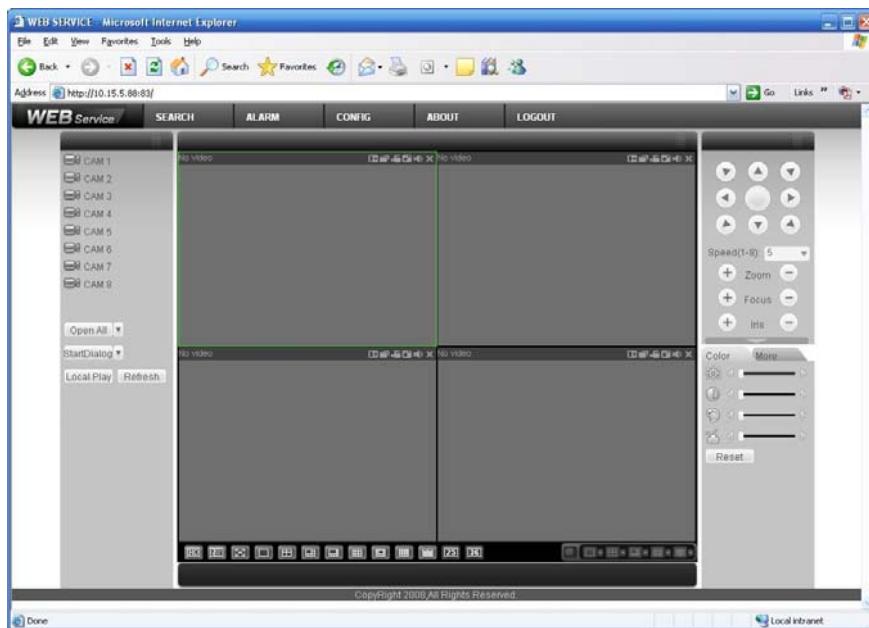 WEB SERVICE - Microsoft Internet Explorer
File Edit View Favorites Tools Help
Back Search Favorites
Address http://10.15.5.88:83/ Go Links »
WEB Service SEARCH ALARM CONFIG ABOUT LOGOUT
CAM 1
CAM 2
CAM 3
CAM 4
CAM 5
CAM 6
CAM 7
CAM 8
Open All
StartDialog
Local Play Refresh
No video
No video
No video
No video
25 36
Speed(1-8): 5
Zoom
Focus
Iris
Color More
Reset
CopyRight 2008,All Rights Reserved.
Done Local intranet